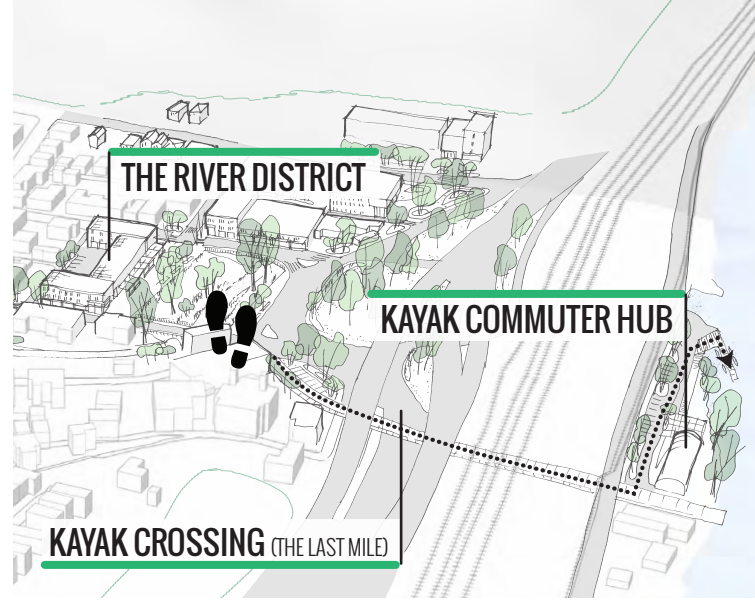 THE RIVER DISTRICT
KAYAK COMMUTER HUB
KAYAK CROSSING (THE LAST MILE)